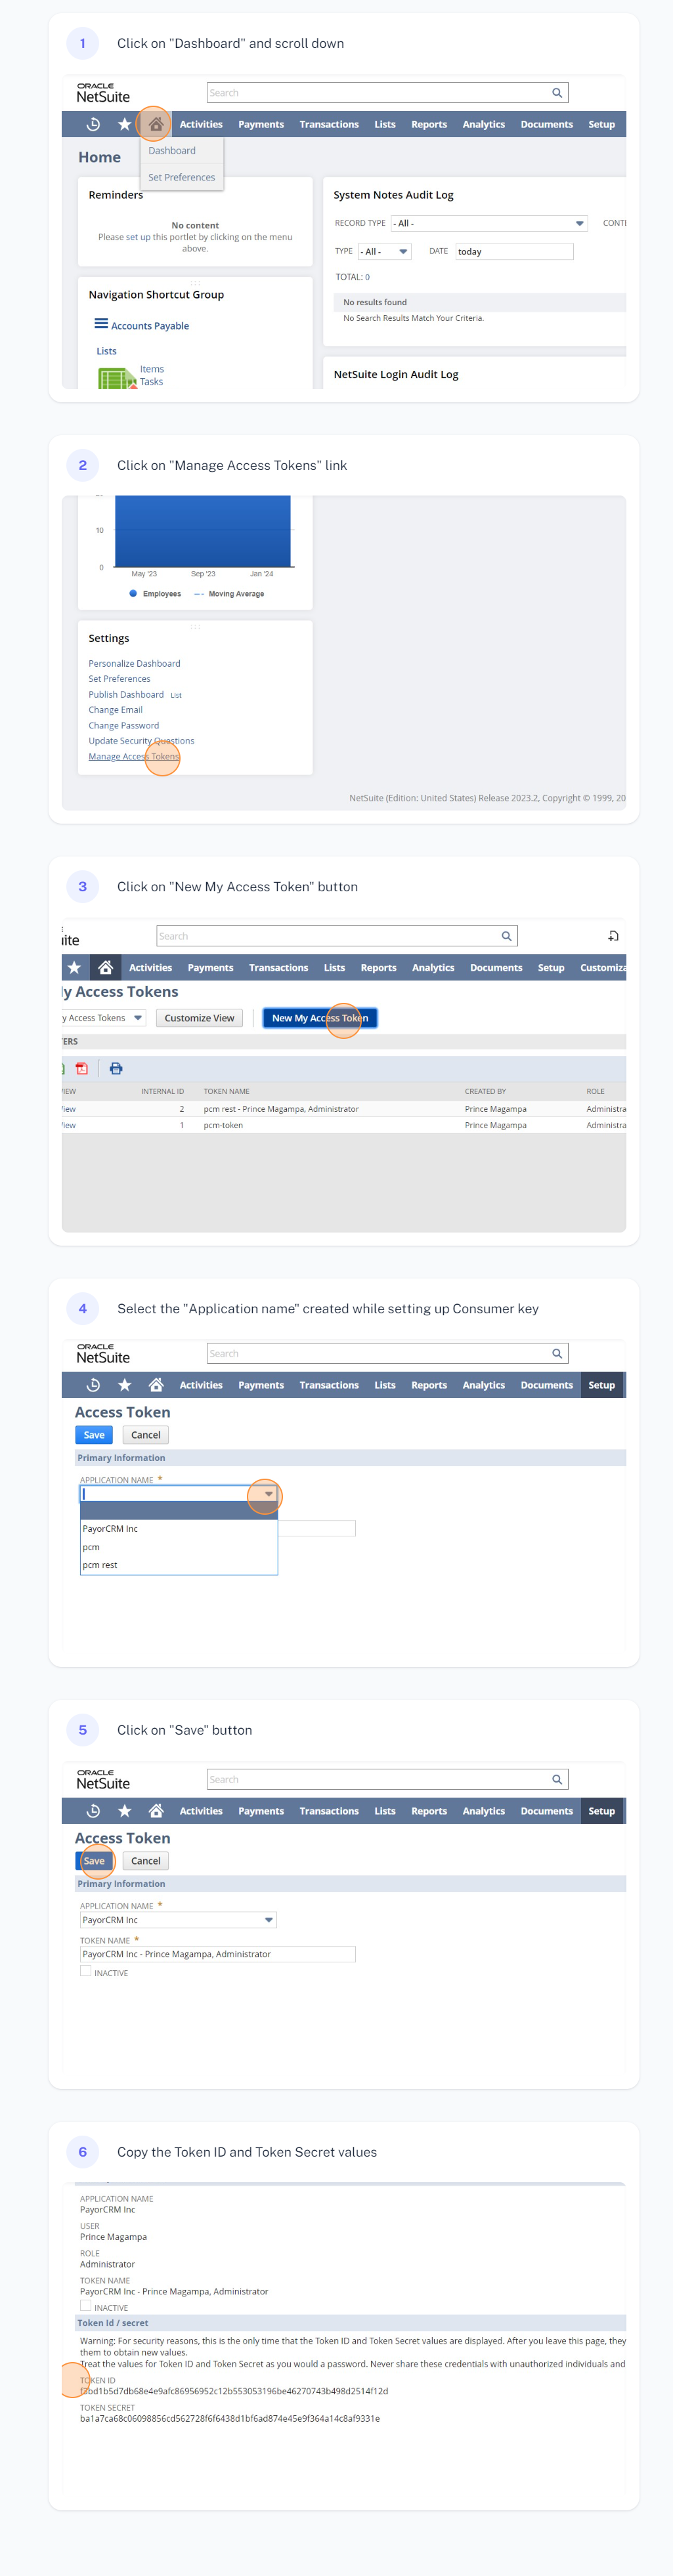 1 Click on "Dashboard" and scroll down
ORACLE
NetSuite
Search
Activities Payments Transactions Lists Reports Analytics Documents Setup
Home
Dashboard
Set Preferences
Reminders
No content
Please set up this portlet by clicking on the menu
above.
Navigation Shortcut Group
Accounts Payable
Lists
Items
Tasks
System Notes Audit Log
RECORD TYPE - All - CONTE
TYPE - All - DATE today
TOTAL: 0
No results found
No Search Results Match Your Criteria.
NetSuite Login Audit Log
2 Click on "Manage Access Tokens" link
10
0
May '23 Sep '23 Jan '24
Employees Moving Average
Settings
Personalize Dashboard
Set Preferences
Publish Dashboard List
Change Email
Change Password
Update Security Questions
Manage Access Tokens
NetSuite (Edition: United States) Release 2023.2, Copyright © 1999, 20
3 Click on "New My Access Token" button
uite
Search
Activities Payments Transactions Lists Reports Analytics Documents Setup Customiza
ly Access Tokens
y Access Tokens Customize View New My Access Token
ERS
IEW INTERNAL ID TOKEN NAME CREATED BY ROLE
iew 2 pcm rest - Prince Magampa, Administrator Prince Magampa Administra
iew 1 pcm-token Prince Magampa Administra
4 Select the "Application name" created while setting up Consumer key
ORACLE
NetSuite
Search
Activities Payments Transactions Lists Reports Analytics Documents Setup
Access Token
Save Cancel
Primary Information
APPLICATION NAME *
PayorCRM Inc
pcm
pcm rest
5 Click on "Save" button
ORACLE
NetSuite
Search
Activities Payments Transactions Lists Reports Analytics Documents Setup
Access Token
Save Cancel
Primary Information
APPLICATION NAME *
PayorCRM Inc
TOKEN NAME *
PayorCRM Inc - Prince Magampa, Administrator
INACTIVE
6 Copy the Token ID and Token Secret values
APPLICATION NAME
PayorCRM Inc
USER
Prince Magampa
ROLE
Administrator
TOKEN NAME
PayorCRM Inc - Prince Magampa, Administrator
INACTIVE
Token Id / secret
Warning: For security reasons, this is the only time that the Token ID and Token Secret values are displayed. After you leave this page, they
them to obtain new values.
Treat the values for Token ID and Token Secret as you would a password. Never share these credentials with unauthorized individuals and
TOKEN ID
TOKEN SECRET
ba1a7ca68c06098856cd562728f6f6438d1bf6ad874e45e9f364a14c8af9331e